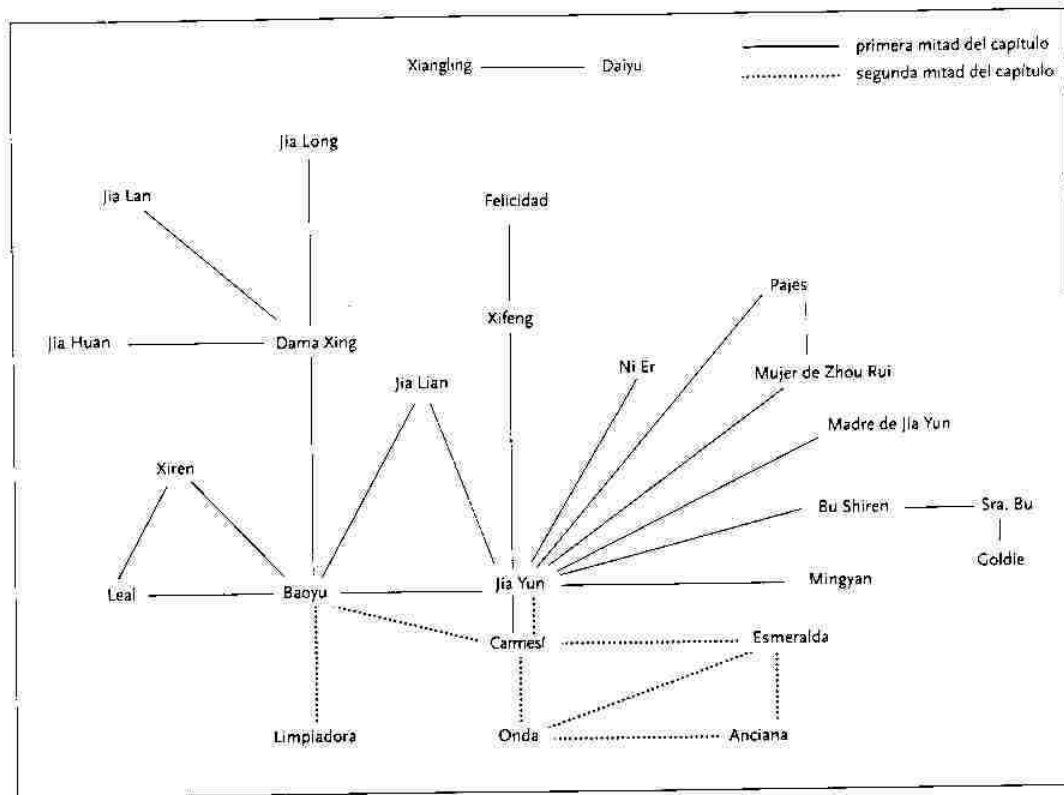 primera mitad del capítulo
Xiangling Daiyu
segunda mitad del capítulo
Jia Long
Jia Lan
Felicidad
Pajes
Xifeng
Jia Huan Dama Xing
Ni Er
Mujer de Zhou Rui
Jia Lian
Madre de Jia Yun
Xiren
Bu Shiren Sra. Bu
Goldie
Leal Baoyu Jia Yun Mingyan
Carmesí Esmeralda
Limpiadora Onda Anciana